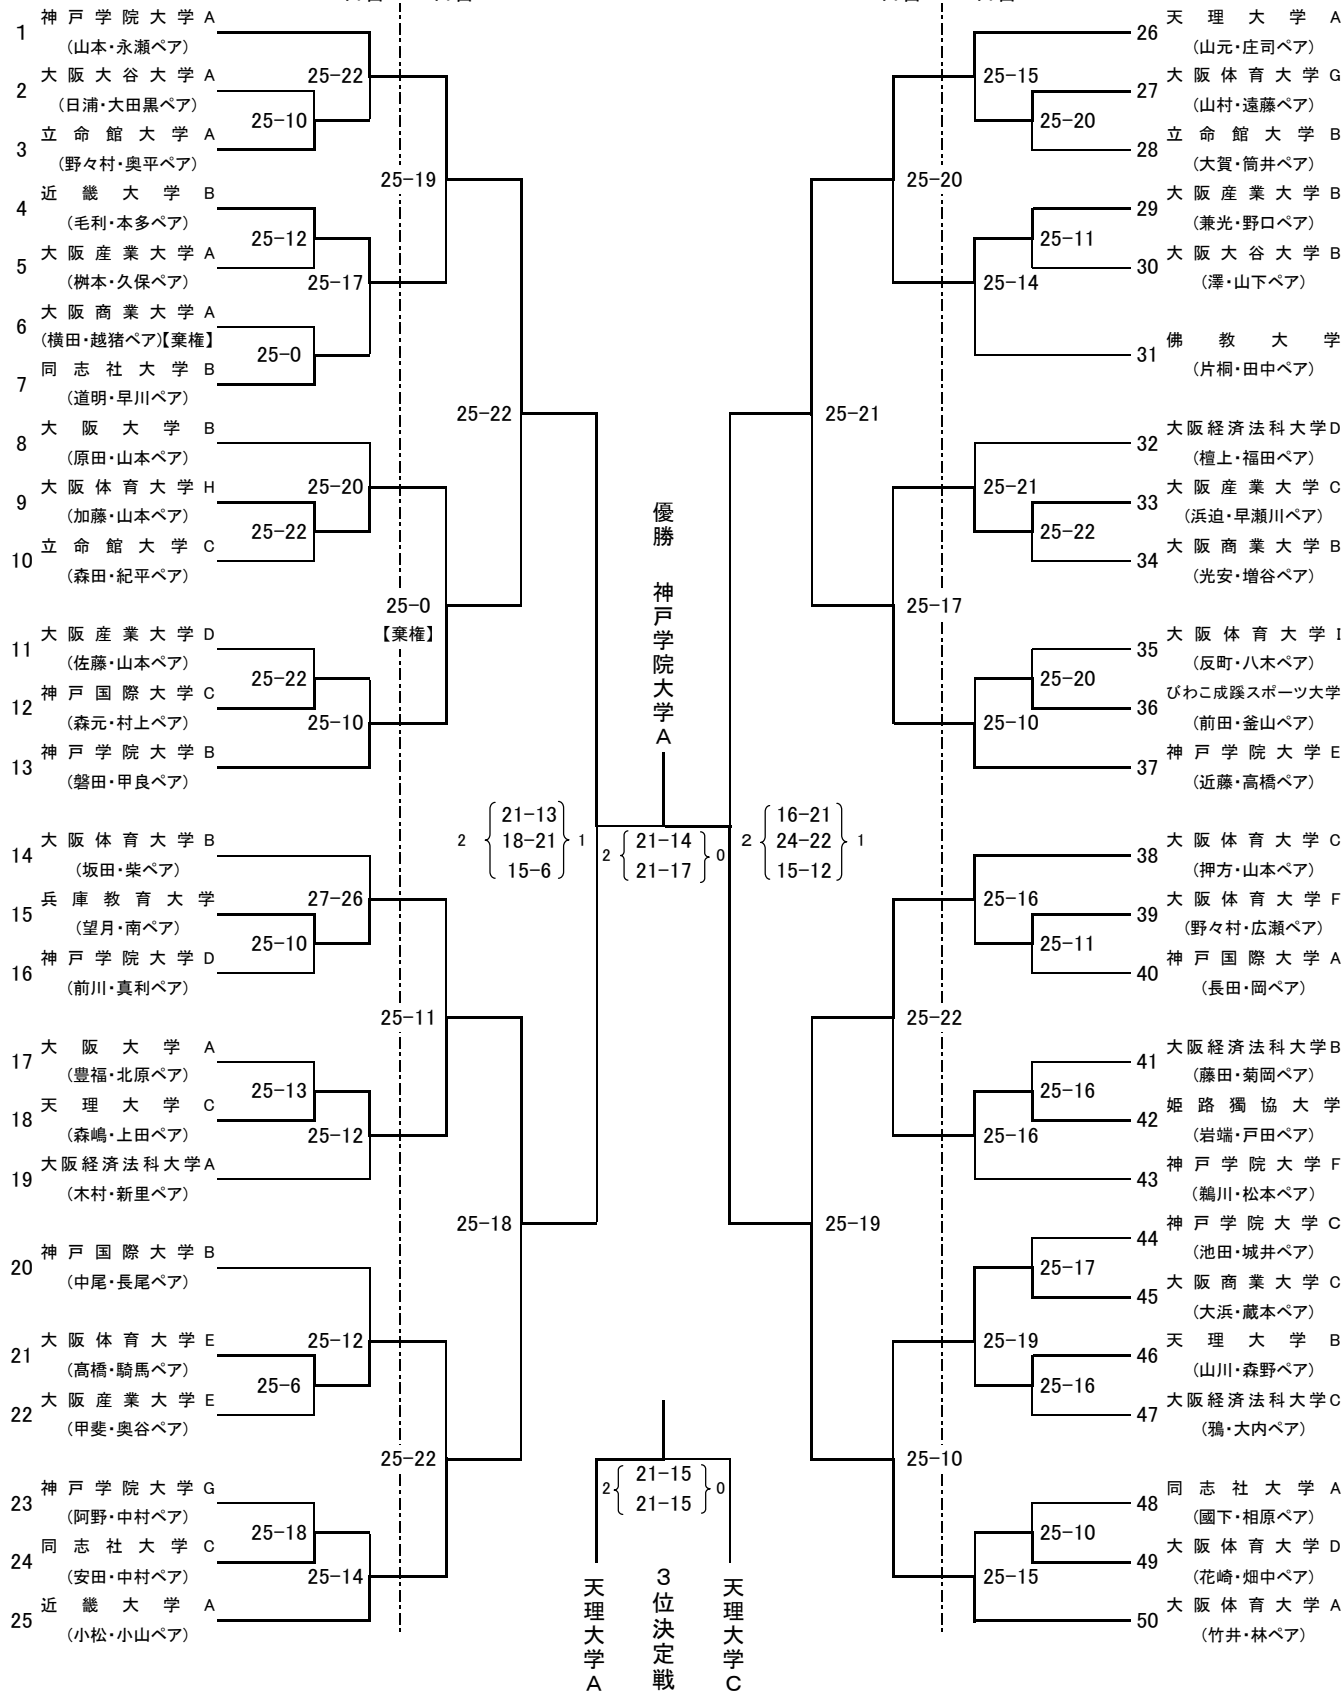 1 神戸学院大学A
(山本・永瀬ペア)
2 大阪大谷大学A
(日浦・大田黒ペア)
3 立命館大学A
(野々村・奥平ペア)
4 近畿大学B
(毛利・本多ペア)
5 大阪産業大学A
(桝本・久保ペア)
6 大阪商業大学A
(横田・越猪ペア)【棄権】
7 同志社大学B
(道明・早川ペア)
8 大阪大学B
(原田・山本ペア)
9 大阪体育大学H
(加藤・山本ペア)
10 立命館大学C
(森田・紀平ペア)
11 大阪産業大学D
(佐藤・山本ペア)
12 神戸国際大学C
(森元・村上ペア)
13 神戸学院大学B
(磐田・甲良ペア)
14 大阪体育大学B
(坂田・柴ペア)
15 兵庫教育大学
(望月・南ペア)
16 神戸学院大学D
(前川・真利ペア)
17 大阪大学A
(豊福・北原ペア)
18 天理大学C
(森嶋・上田ペア)
19 大阪経済法科大学A
(木村・新里ペア)
20 神戸国際大学B
(中尾・長尾ペア)
21 大阪体育大学E
(髙橋・騎馬ペア)
22 大阪産業大学E
(甲斐・奥谷ペア)
23 神戸学院大学G
(阿野・中村ペア)
24 同志社大学C
(安田・中村ペア)
25 近畿大学A
(小松・小山ペア)
25-10
25-12
25-0
25-22
25-22
25-10
25-13
25-6
25-18
25-22
25-17
25-20
25-10
27-26
25-12
25-12
25-14
25-19
25-0
【棄権】
25-11
25-22
25-22
25-18
2 21-13 1
18-21
15-6
優勝 神戸学院大学A
2 21-14 0
21-17
2 16-21 1
24-22
15-12
2 21-15 0
21-15
天理大学A
3位決定戦
天理大学C
25-21
25-19
25-20
25-17
25-22
25-10
25-15
25-14
25-21
25-10
25-16
25-16
25-19
25-15
25-20
25-11
25-22
25-20
25-11
25-16
25-17
25-16
25-10
26 天理大学A
(山元・庄司ペア)
27 大阪体育大学G
(山村・遠藤ペア)
28 立命館大学B
(大賀・筒井ペア)
29 大阪産業大学B
(兼光・野口ペア)
30 大阪大谷大学B
(澤・山下ペア)
31 佛教大学
(片桐・田中ペア)
32 大阪経済法科大学D
(檀上・福田ペア)
33 大阪産業大学C
(浜迫・早瀬川ペア)
34 大阪商業大学B
(光安・増谷ペア)
35 大阪体育大学I
(反町・八木ペア)
36 びわこ成蹊スポーツ大学
(前田・釜山ペア)
37 神戸学院大学E
(近藤・高橋ペア)
38 大阪体育大学C
(押方・山本ペア)
39 大阪体育大学F
(野々村・広瀬ペア)
40 神戸国際大学A
(長田・岡ペア)
41 大阪経済法科大学B
(藤田・菊岡ペア)
42 姫路獨協大学
(岩端・戸田ペア)
43 神戸学院大学F
(鵜川・松本ペア)
44 神戸学院大学C
(池田・城井ペア)
45 大阪商業大学C
(大浜・蔵本ペア)
46 天理大学B
(山川・森野ペア)
47 大阪経済法科大学C
(鴉・大内ペア)
48 同志社大学A
(國下・相原ペア)
49 大阪体育大学D
(花崎・畑中ペア)
50 大阪体育大学A
(竹井・林ペア)